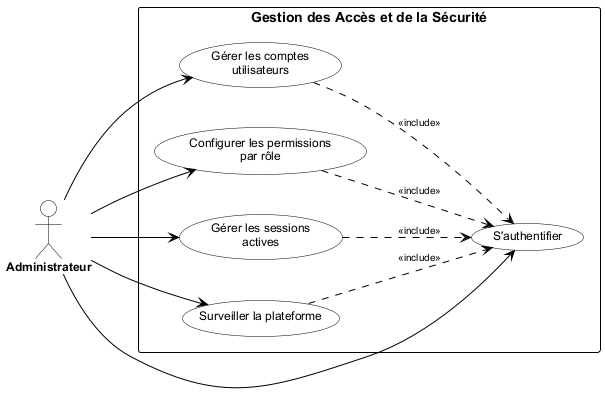 Gestion des Accès et de la Sécurité
Gérer les comptes
utilisateurs
«include»
Configurer les permissions
par rôle
«include»
Gérer les sessions
actives
«include»
S'authentifier
Administrateur
«include»
Surveiller la plateforme